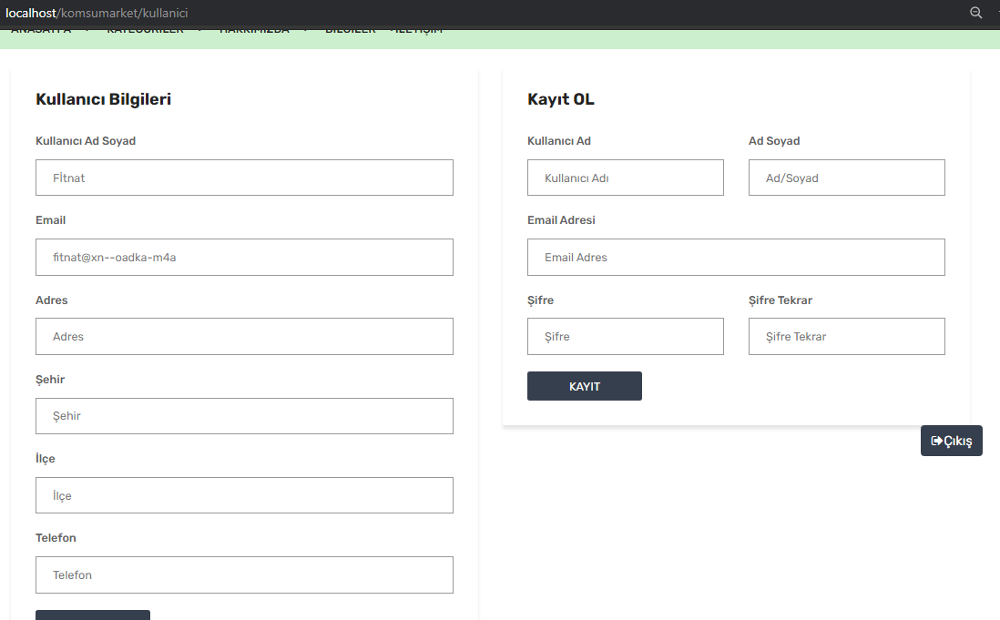 localhost/komsumarket/kullanici
ANASAYFA KATEGORİLER HAKKIMIZDA BİLGİLER İLETİŞİM
Kullanıcı Bilgileri
Kullanıcı Ad Soyad
Fİtnat
Email
fitnat@xn--oadka-m4a
Adres
Adres
Şehir
Şehir
İlçe
İlçe
Telefon
Telefon
Kayıt OL
Kullanıcı Ad Ad Soyad
Kullanıcı Adı Ad/Soyad
Email Adresi
Email Adres
Şifre Şifre Tekrar
Şifre Şifre Tekrar
KAYIT
Çıkış